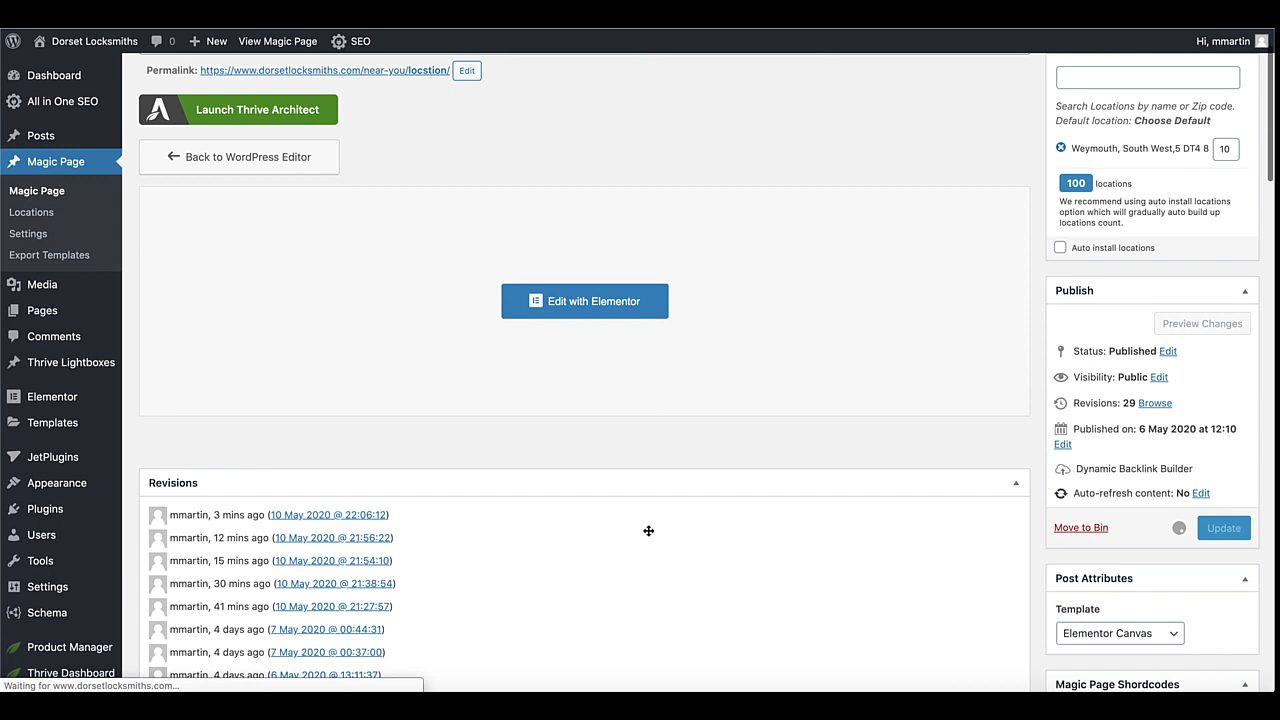 Dorset Locksmiths
0
New
View Magic Page
SEO
Hi, mmartin
Dashboard
All in One SEO
Posts
Magic Page
Magic Page
Locations
Settings
Export Templates
Media
Pages
Comments
Thrive Lightboxes
Elementor
Templates
JetPlugins
Appearance
Plugins
Users
Tools
Settings
Schema
Product Manager
Thrive Dashboard
Permalink: https://www.dorsetlocksmiths.com/near-you/locstion/ Edit
Launch Thrive Architect
Back to WordPress Editor
Edit with Elementor
Revisions
mmartin, 3 mins ago (10 May 2020 @ 22:06:12)
mmartin, 12 mins ago (10 May 2020 @ 21:56:22)
mmartin, 15 mins ago (10 May 2020 @ 21:54:10)
mmartin, 30 mins ago (10 May 2020 @ 21:38:54)
mmartin, 41 mins ago (10 May 2020 @ 21:27:57)
mmartin, 4 days ago (7 May 2020 @ 00:44:31)
mmartin, 4 days ago (7 May 2020 @ 00:37:00)
mmartin, 4 days ago (6 May 2020 @ 13:11:37)
Search Locations by name or Zip code.
Default location: Choose Default
Weymouth, South West,5 DT4 8 10
100 locations
We recommend using auto install locations
option which will gradually auto build up
locations count.
Auto install locations
Publish
Preview Changes
Status: Published Edit
Visibility: Public Edit
Revisions: 29 Browse
Published on: 6 May 2020 at 12:10
Edit
Dynamic Backlink Builder
Auto-refresh content: No Edit
Move to Bin
Update
Post Attributes
Template
Elementor Canvas
Magic Page Shortcodes
Waiting for www.dorsetlocksmiths.com...